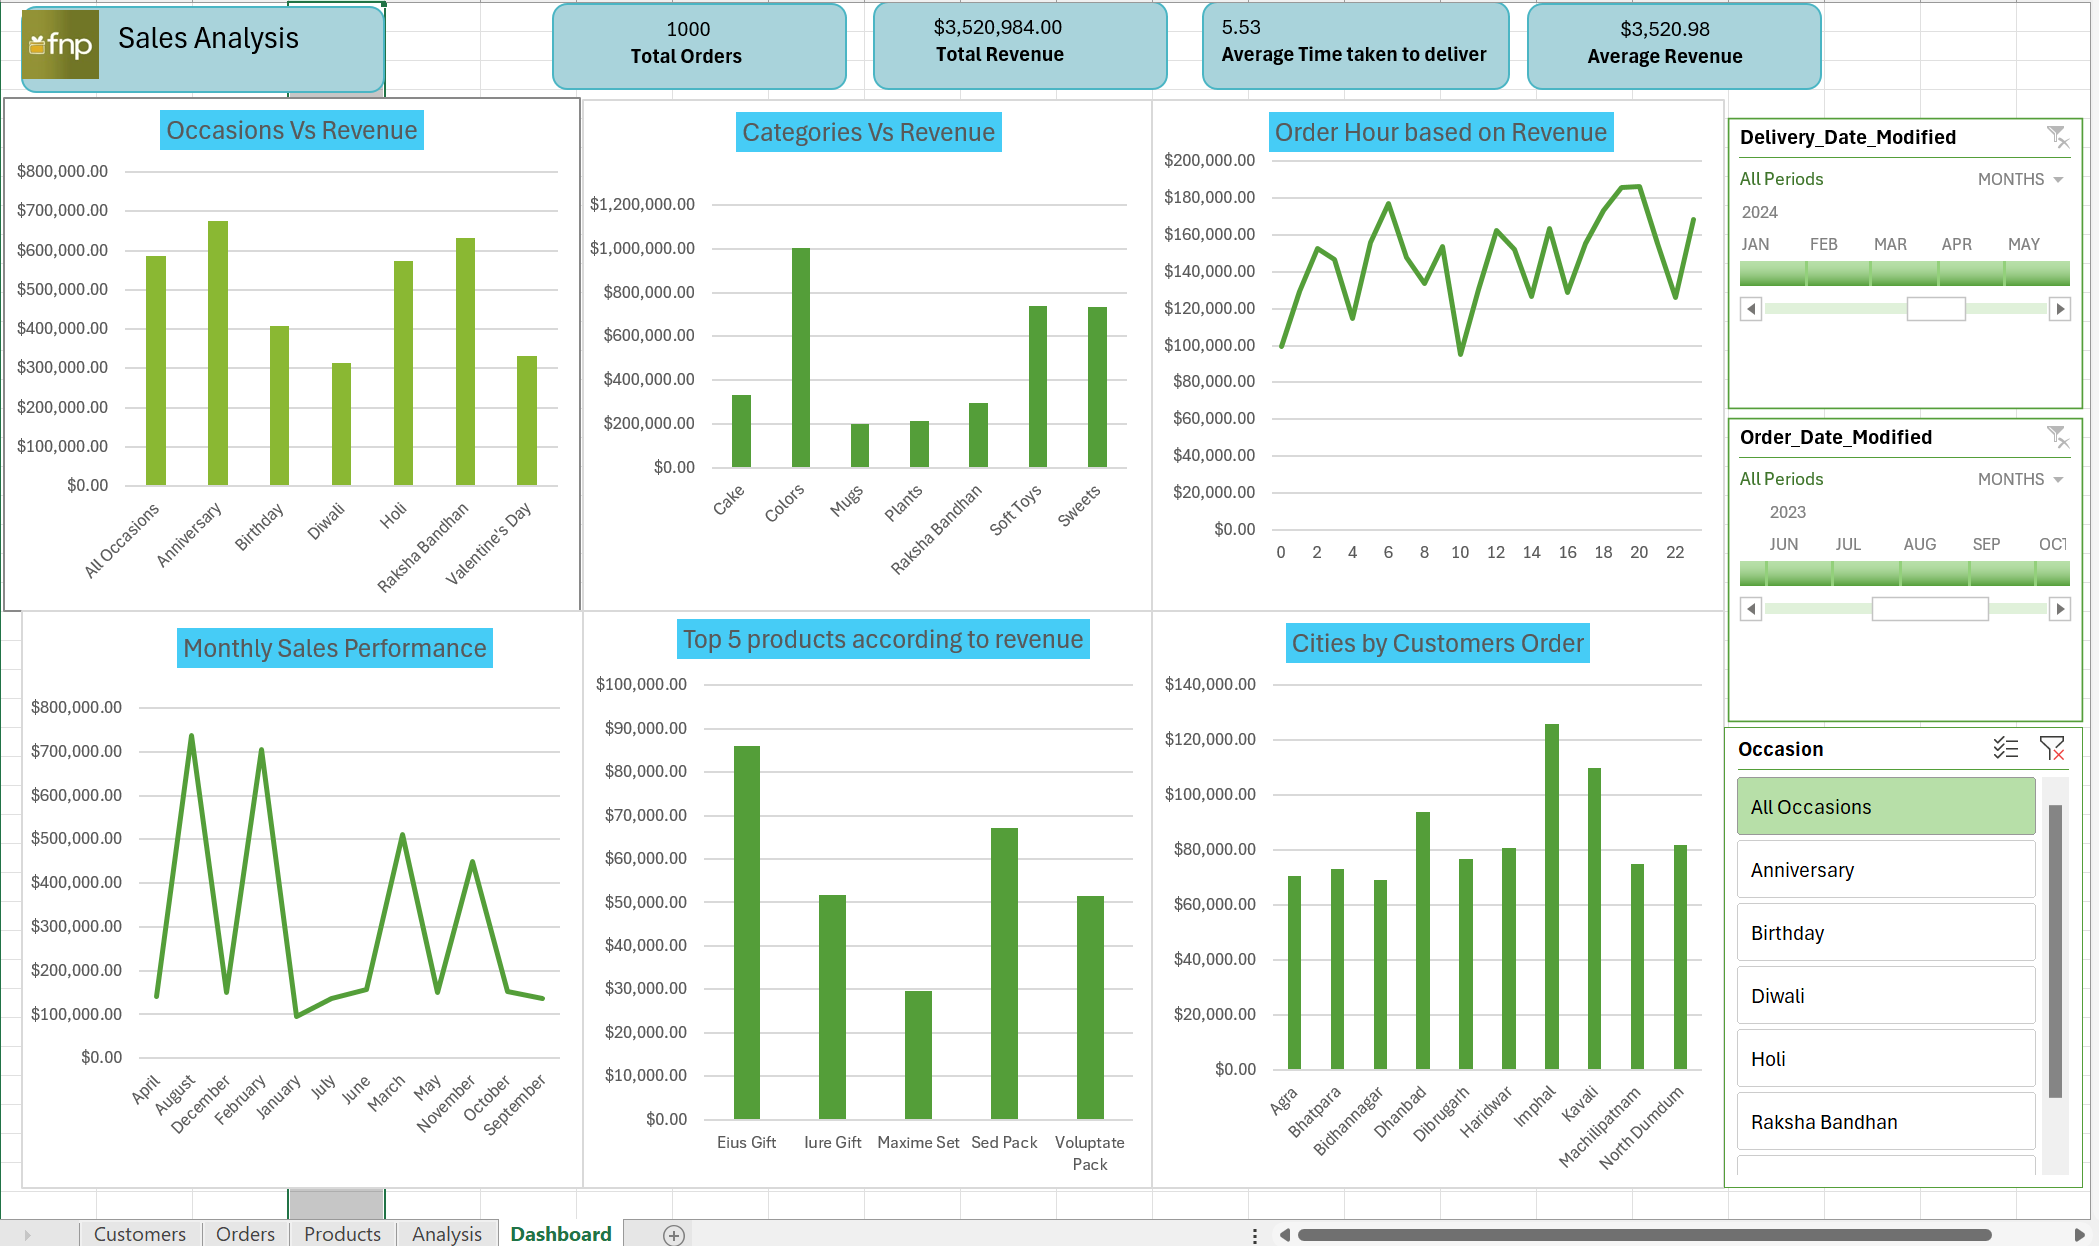 fnp
Sales Analysis
1000
Total Orders
$3,520,984.00
Total Revenue
5.53
Average Time taken to deliver
$3,520.98
Average Revenue
Occasions Vs Revenue
$800,000.00
$700,000.00
$600,000.00
$500,000.00
$400,000.00
$300,000.00
$200,000.00
$100,000.00
$0.00
All Occasions
Anniversary
Birthday
Diwali
Holi
Raksha Bandhan
Valentine's Day
Categories Vs Revenue
$1,200,000.00
$1,000,000.00
$800,000.00
$600,000.00
$400,000.00
$200,000.00
$0.00
Cake
Colors
Mugs
Plants
Raksha Bandhan
Soft Toys
Sweets
Order Hour based on Revenue
$200,000.00
$180,000.00
$160,000.00
$140,000.00
$120,000.00
$100,000.00
$80,000.00
$60,000.00
$40,000.00
$20,000.00
$0.00
0 2 4 6 8 10 12 14 16 18 20 22
Delivery_Date_Modified
All Periods MONTHS
2024
JAN FEB MAR APR MAY
Order_Date_Modified
All Periods MONTHS
2023
JUN JUL AUG SEP OCT
Monthly Sales Performance
$800,000.00
$700,000.00
$600,000.00
$500,000.00
$400,000.00
$300,000.00
$200,000.00
$100,000.00
$0.00
April
August
December
February
January
July
June
March
May
November
October
September
Top 5 products according to revenue
$100,000.00
$90,000.00
$80,000.00
$70,000.00
$60,000.00
$50,000.00
$40,000.00
$30,000.00
$20,000.00
$10,000.00
$0.00
Eius Gift Iure Gift Maxime Set Sed Pack Voluptate
Pack
Cities by Customers Order
$140,000.00
$120,000.00
$100,000.00
$80,000.00
$60,000.00
$40,000.00
$20,000.00
$0.00
Agra
Bhatpara
Bidhannagar
Dhanbad
Dibrugarh
Haridwar
Imphal
Kavali
Machilipatnam
North Dumdum
Occasion
All Occasions
Anniversary
Birthday
Diwali
Holi
Raksha Bandhan
Customers Orders Products Analysis Dashboard